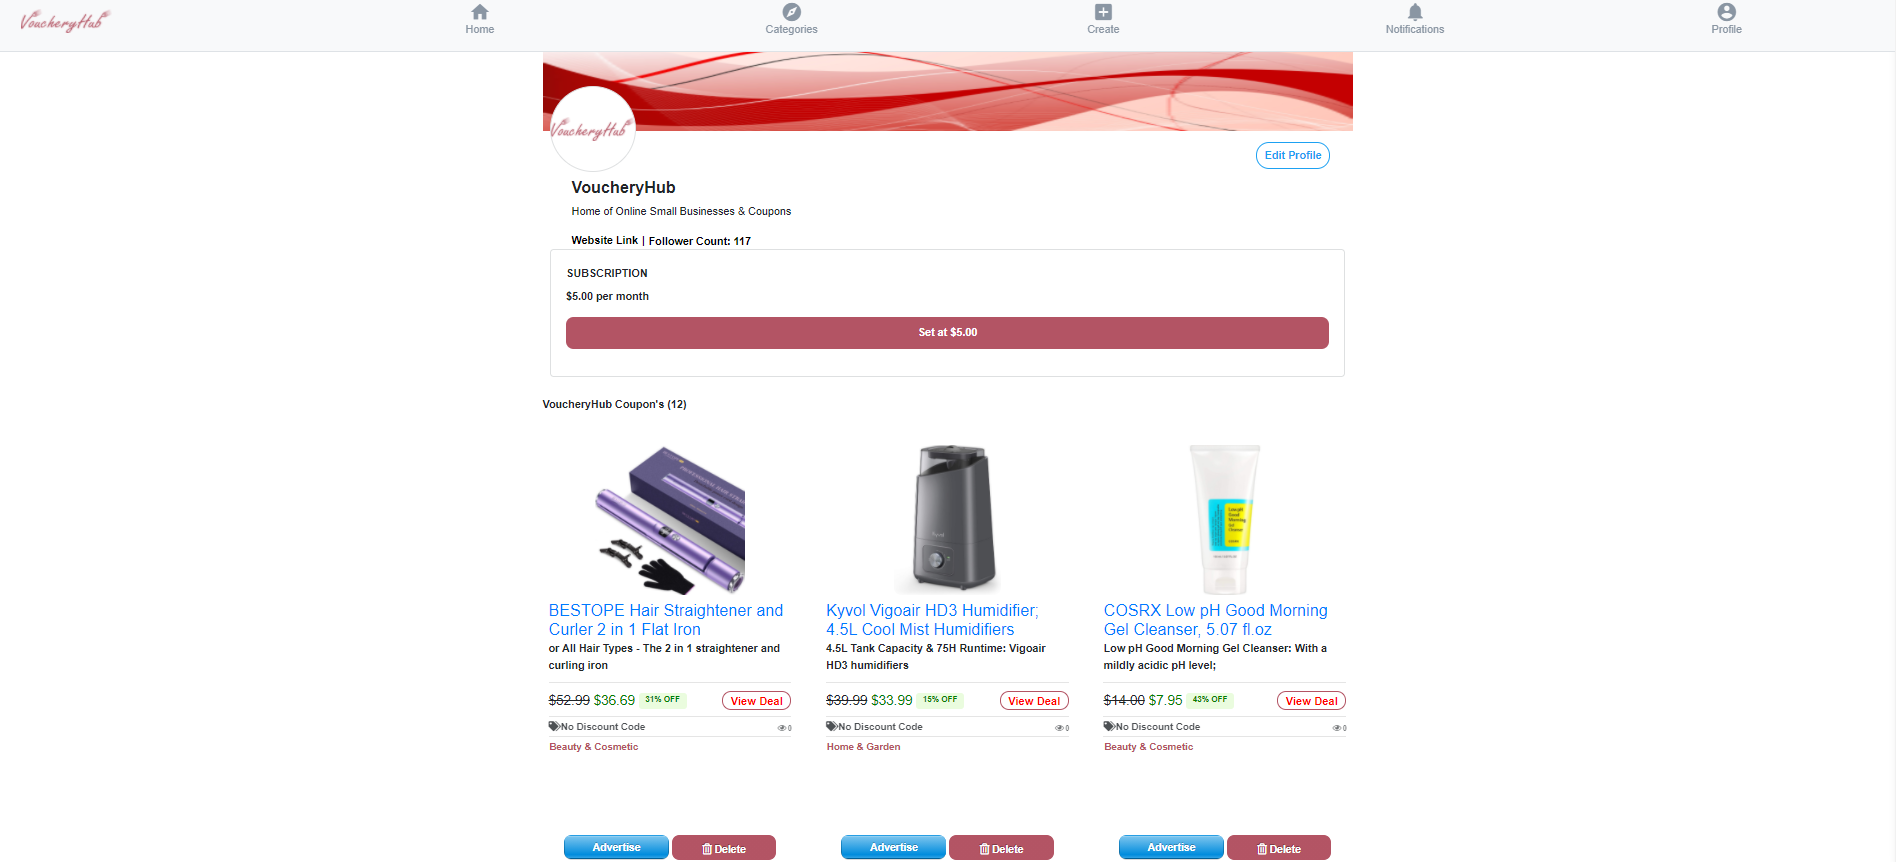 VoucheryHub
Home
Categories
Create
Notifications
Profile
VoucheryHub
Edit Profile
VoucheryHub
Home of Online Small Businesses & Coupons
Website Link | Follower Count: 117
SUBSCRIPTION
$5.00 per month
Set at $5.00
VoucheryHub Coupon's (12)
Low pH
Good
Morning
Gel
Cleanser
BESTOPE Hair Straightener and
Curler 2 in 1 Flat Iron
or All Hair Types - The 2 in 1 straightener and
curling iron
$52.99 $36.69 31% OFF View Deal
No Discount Code 0
Beauty & Cosmetic
Advertise Delete
Kyvol Vigoair HD3 Humidifier;
4.5L Cool Mist Humidifiers
4.5L Tank Capacity & 75H Runtime: Vigoair
HD3 humidifiers
$39.99 $33.99 15% OFF View Deal
No Discount Code 0
Home & Garden
Advertise Delete
COSRX Low pH Good Morning
Gel Cleanser, 5.07 fl.oz
Low pH Good Morning Gel Cleanser: With a
mildly acidic pH level;
$14.00 $7.95 43% OFF View Deal
No Discount Code 0
Beauty & Cosmetic
Advertise Delete